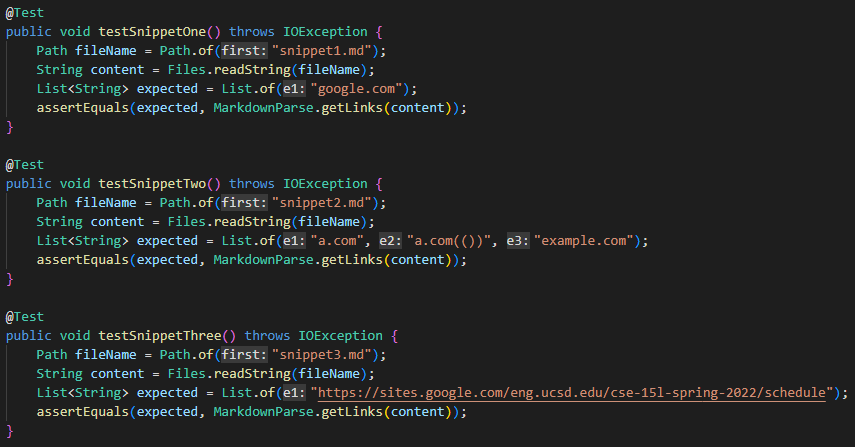 @Test
public void testSnippetOne() throws IOException {
Path fileName = Path.of(first: "snippet1.md");
String content = Files.readString(fileName);
List<String> expected = List.of(e1: "google.com");
assertEquals(expected, MarkdownParse.getLinks(content));
}
@Test
public void testSnippetTwo() throws IOException {
Path fileName = Path.of(first: "snippet2.md");
String content = Files.readString(fileName);
List<String> expected = List.of(e1: "a.com", e2: "a.com(())", e3: "example.com");
assertEquals(expected, MarkdownParse.getLinks(content));
}
@Test
public void testSnippetThree() throws IOException {
Path fileName = Path.of(first: "snippet3.md");
String content = Files.readString(fileName);
List<String> expected = List.of(e1: "https://sites.google.com/eng.ucsd.edu/cse-15l-spring-2022/schedule");
assertEquals(expected, MarkdownParse.getLinks(content));
}